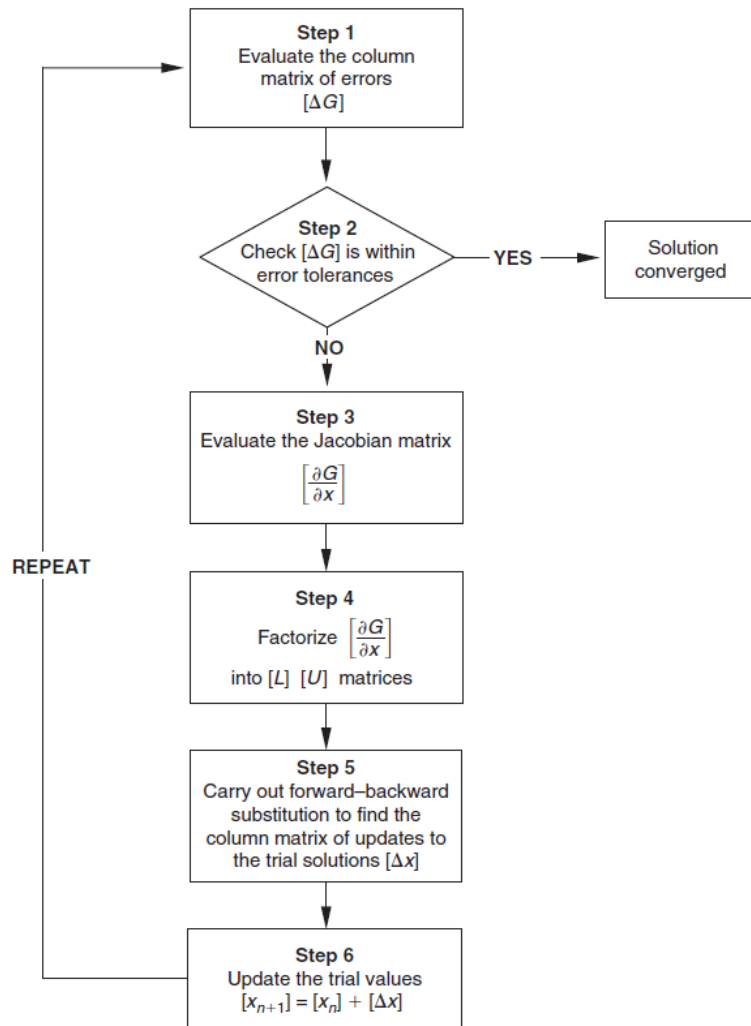 Step 1
Evaluate the column
matrix of errors
[ΔG]
Step 2
Check [ΔG] is within
error tolerances
YES
Solution
converged
NO
Step 3
Evaluate the Jacobian matrix
[∂G/∂x]
REPEAT
Step 4
Factorize [∂G/∂x]
into [L] [U] matrices
Step 5
Carry out forward–backward
substitution to find the
column matrix of updates to
the trial solutions [Δx]
Step 6
Update the trial values
[xₙ₊₁] = [xₙ] + [Δx]